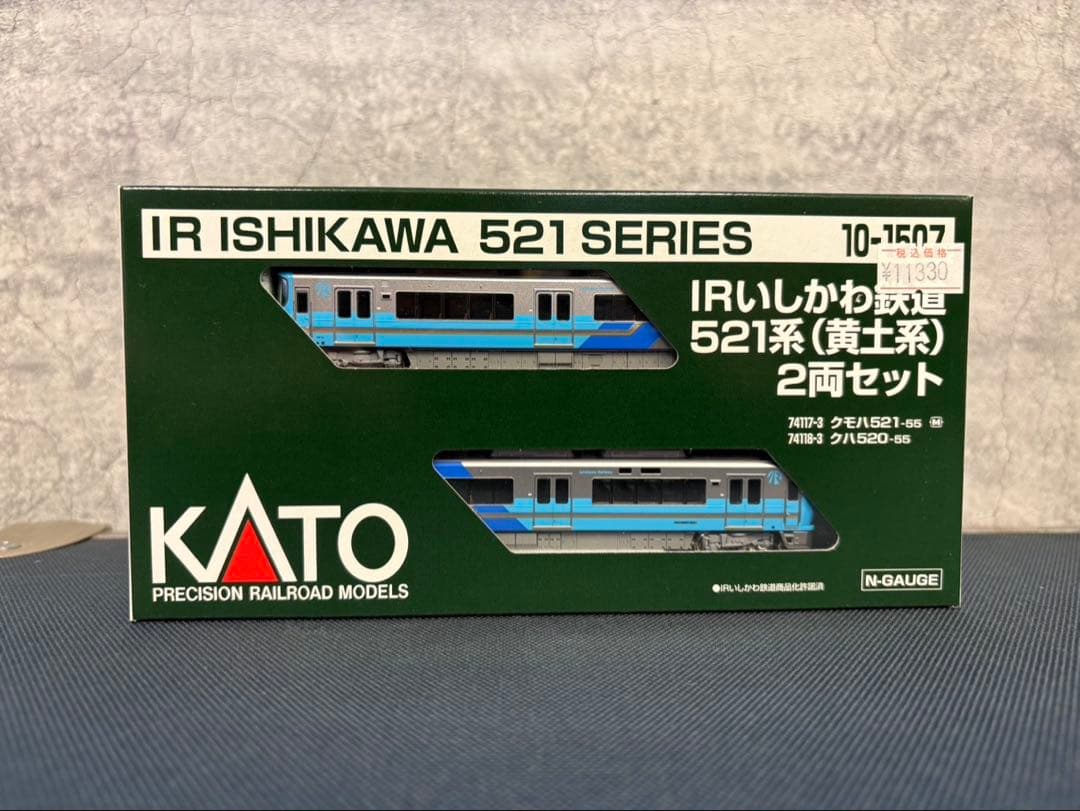 IR ISHIKAWA 521 SERIES
10-1507
税込価格
¥11330
IRいしかわ鉄道
521系(黄土系)
2両セット
74117-3 クモハ521-55 M
74118-3 クハ520-55
KATO
PRECISION RAILROAD MODELS
●IRいしかわ鉄道商品化許諾済
N-GAUGE